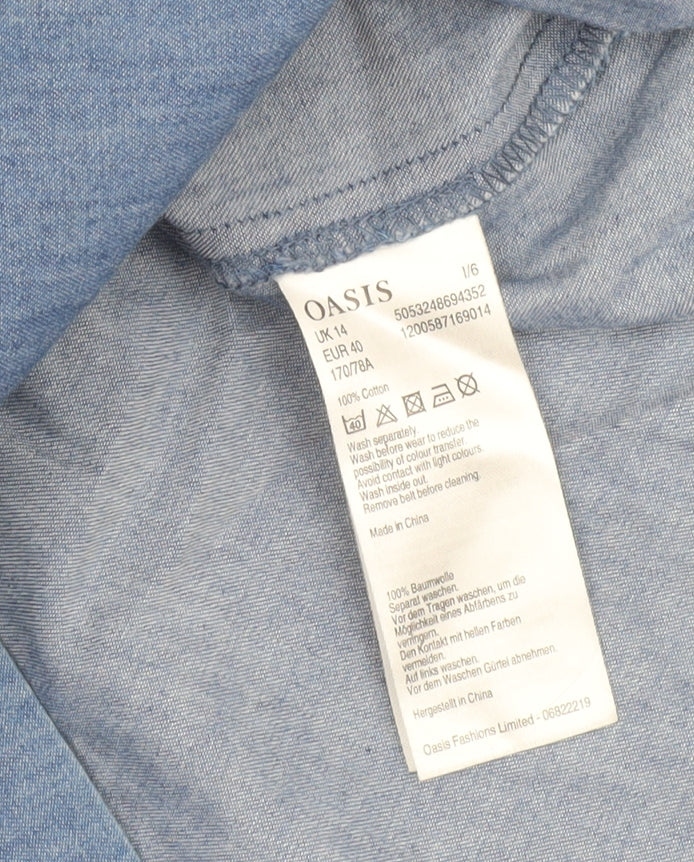 OASIS 1/6
UK 14 5053248694352
EUR 40 1200587169014
170/78A
100% Cotton
40
Wash separately.
Wash before wear to reduce the
possibility of colour transfer.
Avoid contact with light colours.
Wash inside out.
Remove belt before cleaning.
Made in China
100% Baumwolle
Separat waschen.
Vor dem Tragen waschen, um die
Möglichkeit eines Abfärbens zu
verringern.
Den Kontakt mit hellen Farben
vermeiden.
Auf links waschen.
Vor dem Waschen Gürtel abnehmen.
Hergestellt in China
Oasis Fashions Limited - 06822219